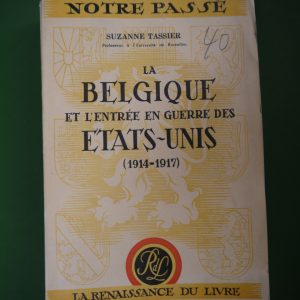 NOTRE PASSÉ
SUZANNE TASSIER
Professeur à l'Université de Bruxelles.
40
LA
BELGIQUE
ET L'ENTRÉE EN GUERRE DES
ÉTATS-UNIS
(1914-1917)
RdL
LA RENAISSANCE DU LIVRE